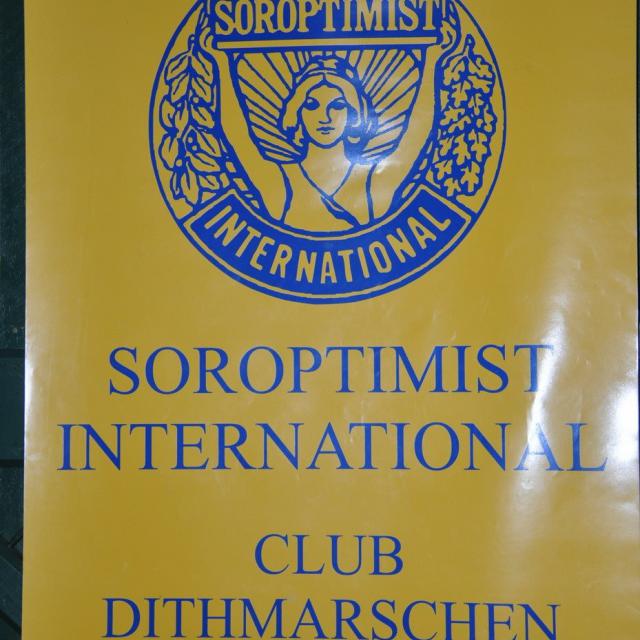 SOROPTIMIST
INTERNATIONAL
SOROPTIMIST
INTERNATIONAL
CLUB
DITHMARSCHEN